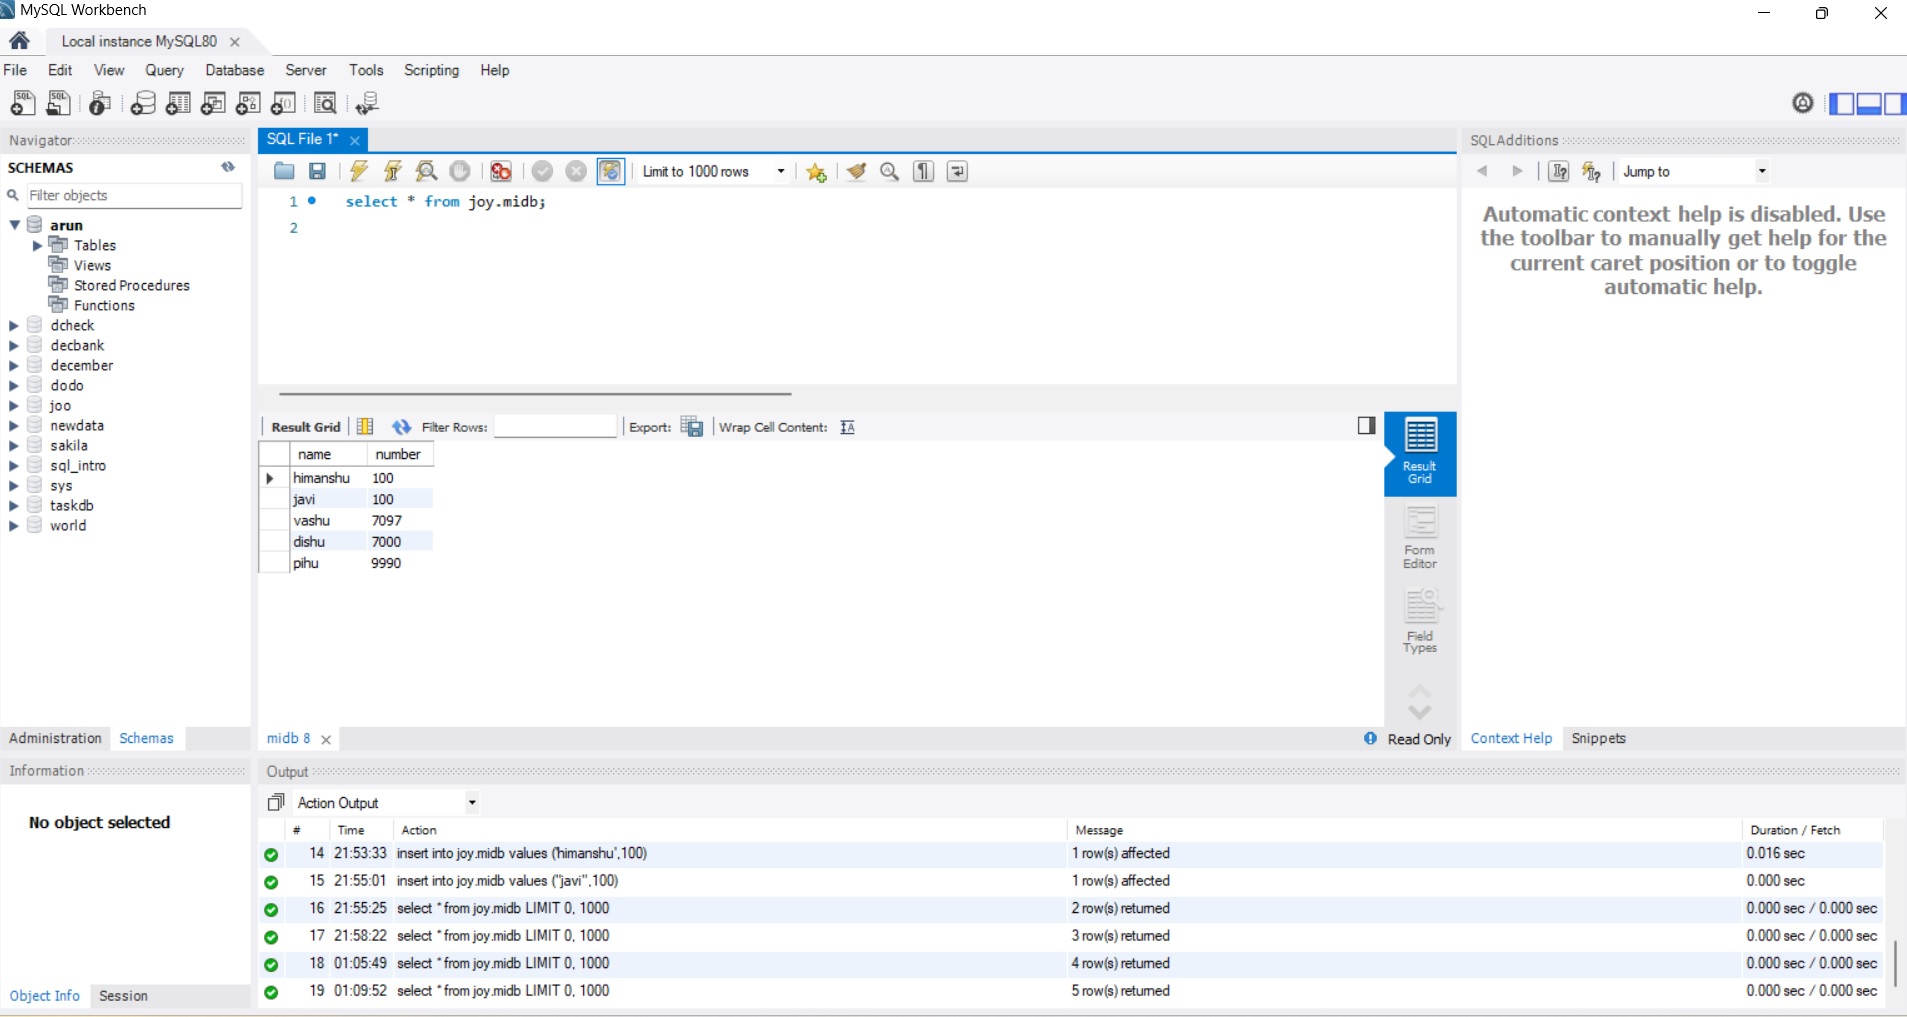 MySQL Workbench
Local instance MySQL80
File Edit View Query Database Server Tools Scripting Help
Navigator
SCHEMAS
Filter objects
arun
Tables
Views
Stored Procedures
Functions
dcheck
decbank
december
dodo
joo
newdata
sakila
sql_intro
sys
taskdb
world
Administration Schemas
Information
No object selected
Object Info Session
SQL File 1*
Limit to 1000 rows
1 select * from joy.midb;
2
Result Grid Filter Rows: Export: Wrap Cell Content:
name number
himanshu 100
javi 100
vashu 7097
dishu 7000
pihu 9990
Result
Grid
Form
Editor
Field
Types
midb 8
Read Only
SQLAdditions
Jump to
Automatic context help is disabled. Use
the toolbar to manually get help for the
current caret position or to toggle
automatic help.
Context Help Snippets
Output
Action Output
# Time Action Message Duration / Fetch
14 21:53:33 insert into joy.midb values ('himanshu',100) 1 row(s) affected 0.016 sec
15 21:55:01 insert into joy.midb values ("javi",100) 1 row(s) affected 0.000 sec
16 21:55:25 select * from joy.midb LIMIT 0, 1000 2 row(s) returned 0.000 sec / 0.000 sec
17 21:58:22 select * from joy.midb LIMIT 0, 1000 3 row(s) returned 0.000 sec / 0.000 sec
18 01:05:49 select * from joy.midb LIMIT 0, 1000 4 row(s) returned 0.000 sec / 0.000 sec
19 01:09:52 select * from joy.midb LIMIT 0, 1000 5 row(s) returned 0.000 sec / 0.000 sec